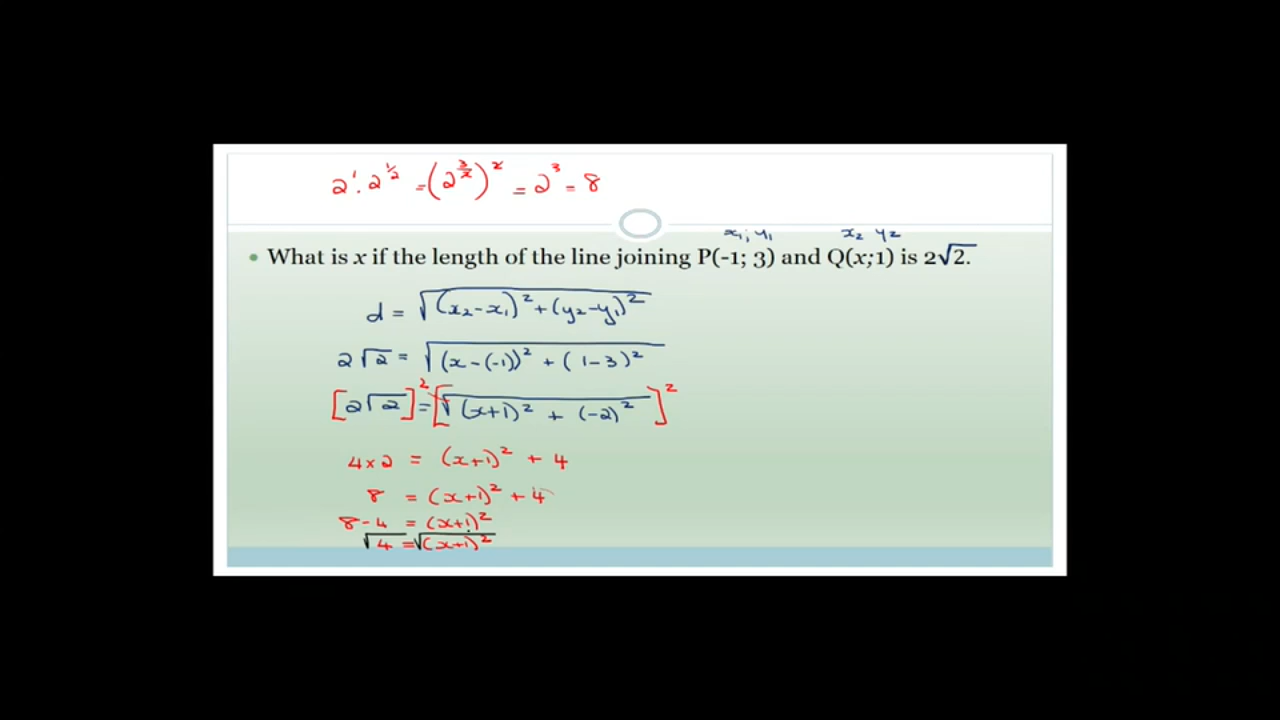 2¹·2^½ = (2^(3/2))² = 2³ = 8
x₁; y₁ x₂ y₂
• What is x if the length of the line joining P(-1; 3) and Q(x;1) is 2√2.
d = √((x₂-x₁)²+(y₂-y₁)²)
2√2 = √((x-(-1))² + (1-3)²)
[2√2]² = [√((x+1)² + (-2)²)]²
4×2 = (x+1)² + 4
8 = (x+1)² + 4
8-4 = (x+1)²
√4 = √(x+1)²